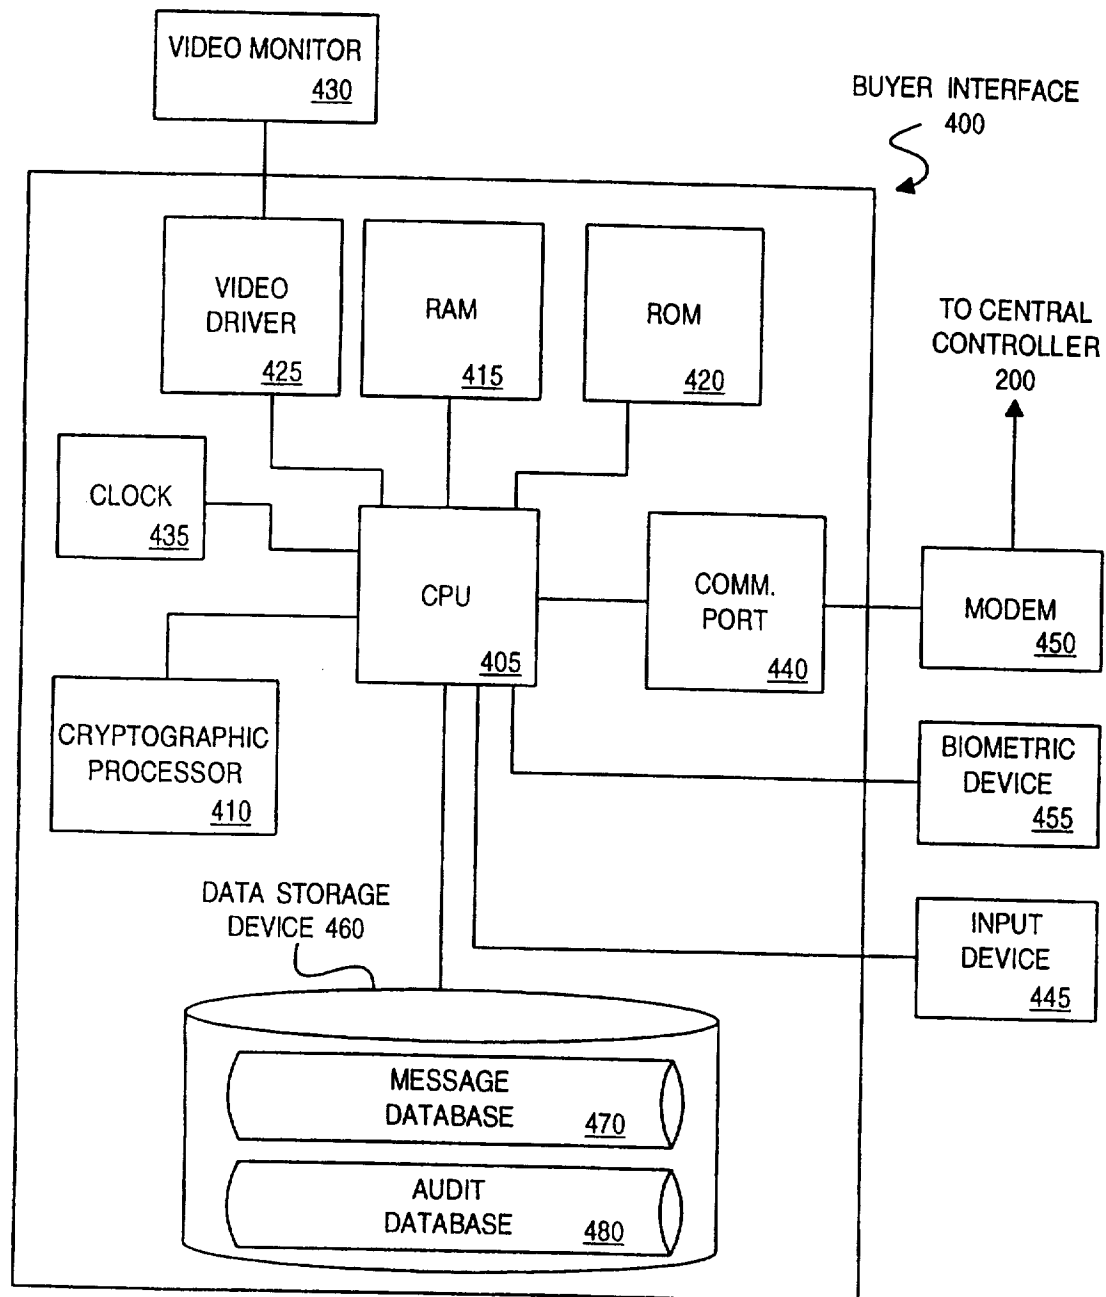 VIDEO MONITOR
430
BUYER INTERFACE
400
VIDEO
DRIVER
425
RAM
415
ROM
420
TO CENTRAL
CONTROLLER
200
CLOCK
435
CPU
405
COMM.
PORT
440
MODEM
450
CRYPTOGRAPHIC
PROCESSOR
410
BIOMETRIC
DEVICE
455
DATA STORAGE
DEVICE 460
INPUT
DEVICE
445
MESSAGE
DATABASE
470
AUDIT
DATABASE
480